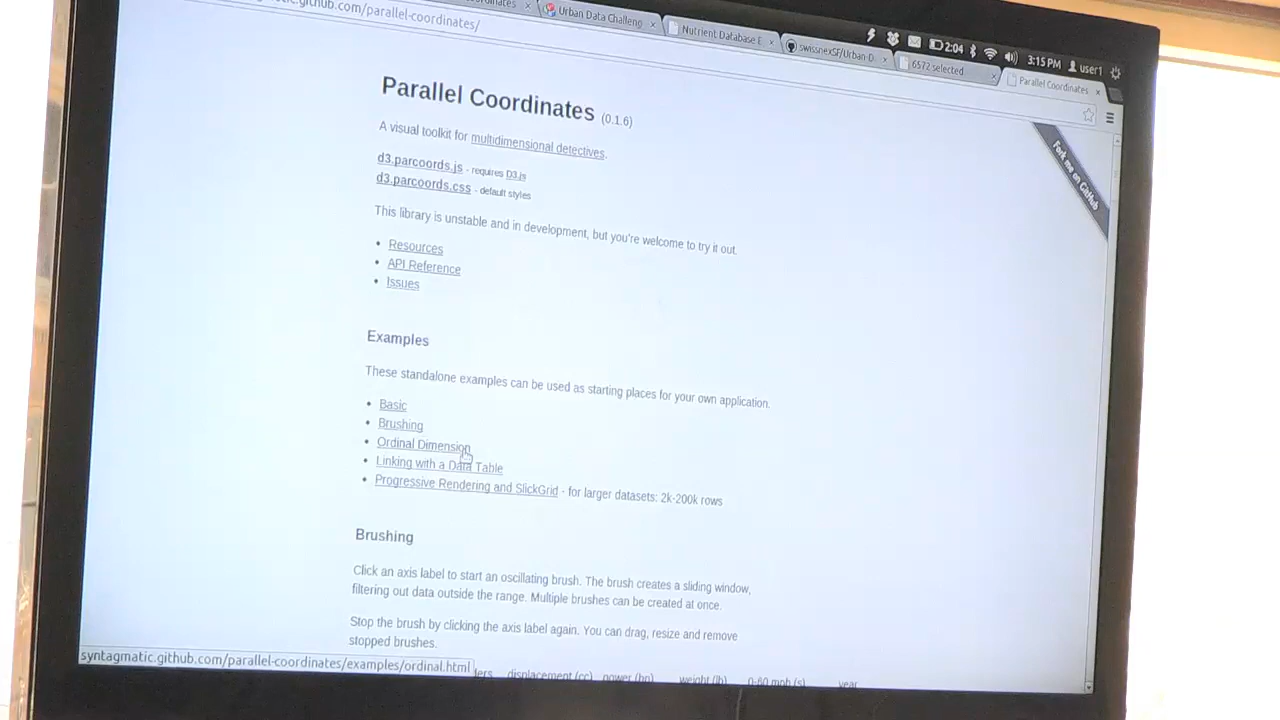 .github.com/parallel-coordinates/
Urban Data Challeng
Nutrient Database E
swissnexSF/Urban-D
6572 selected
Parallel Coordinates
2:04
3:15 PM
user1
Parallel Coordinates (0.1.6)
A visual toolkit for multidimensional detectives.
d3.parcoords.js - requires D3.js
d3.parcoords.css - default styles
This library is unstable and in development, but you're welcome to try it out.
• Resources
• API Reference
• Issues
Fork me on GitHub
Examples
These standalone examples can be used as starting places for your own application.
• Basic
• Brushing
• Ordinal Dimension
• Linking with a Data Table
• Progressive Rendering and SlickGrid - for larger datasets: 2k-200k rows
Brushing
Click an axis label to start an oscillating brush. The brush creates a sliding window,
filtering out data outside the range. Multiple brushes can be created at once.
Stop the brush by clicking the axis label again. You can drag, resize and remove
stopped brushes.
syntagmatic.github.com/parallel-coordinates/examples/ordinal.html
displacement (cc) power (hp) weight (lb) 0-60 mph (s) year